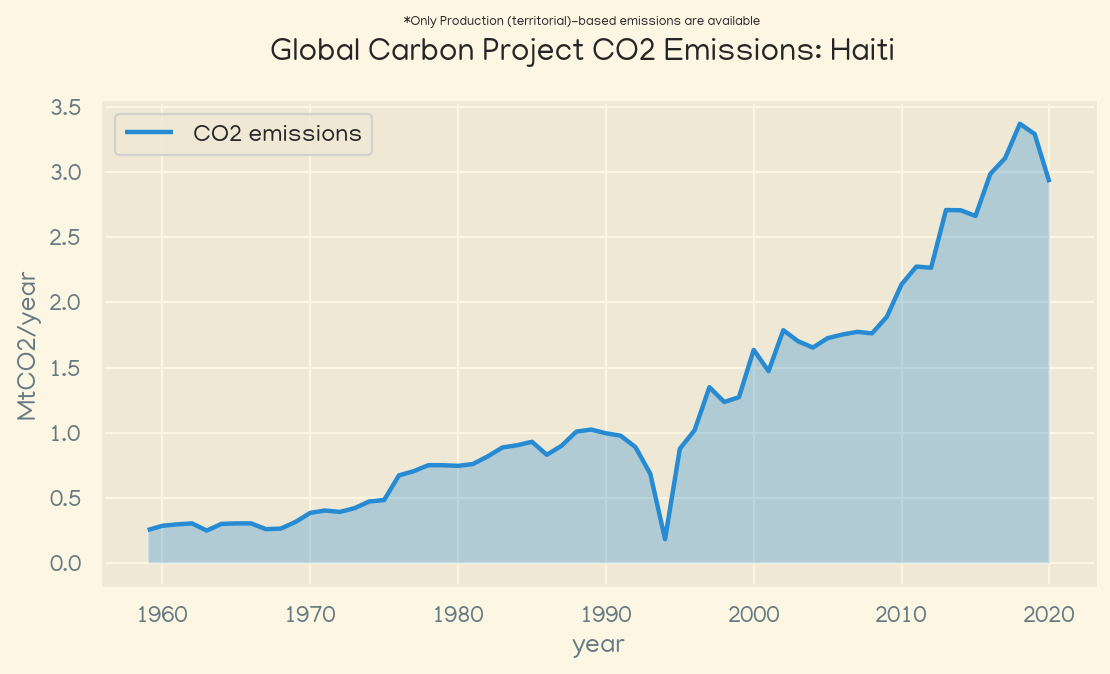 *Only Production (territorial)-based emissions are available
Global Carbon Project CO2 Emissions: Haiti
CO2 emissions
3.5
3.0
2.5
2.0
1.5
1.0
0.5
0.0
MtCO2/year
1960 1970 1980 1990 2000 2010 2020
year